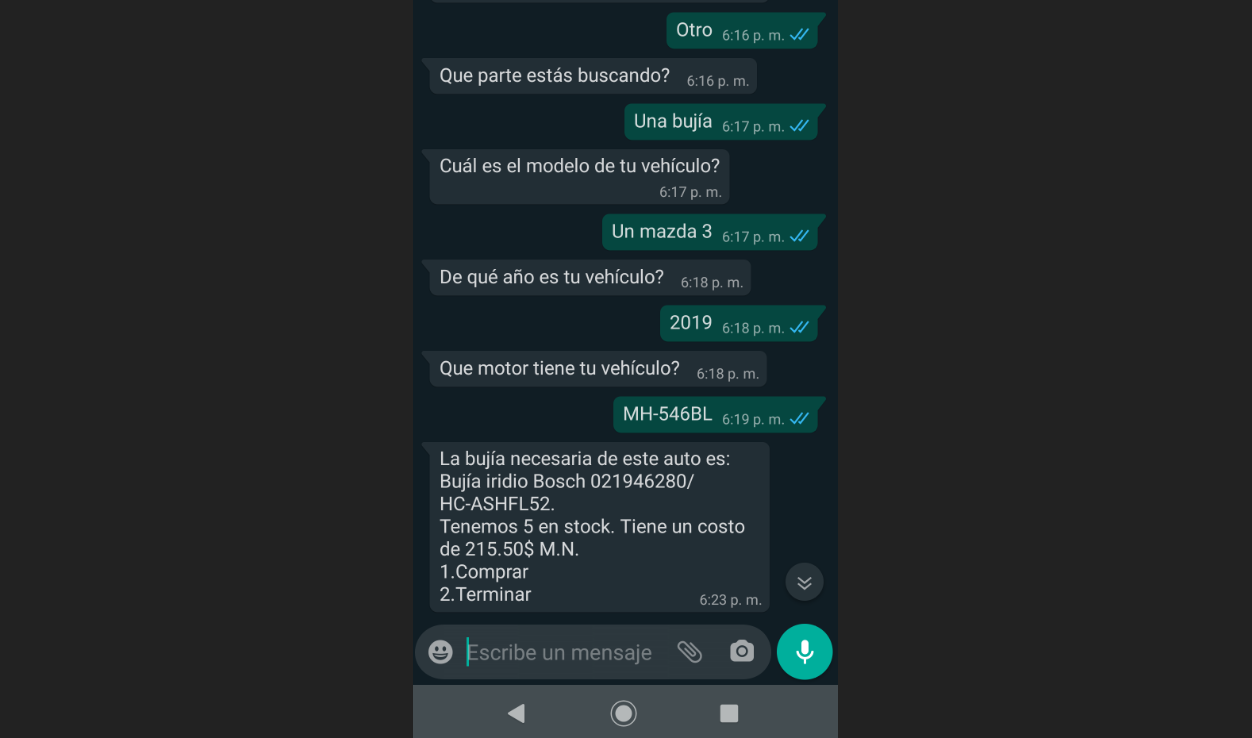 Otro 6:16 p. m.
Que parte estás buscando? 6:16 p. m.
Una bujía 6:17 p. m.
Cuál es el modelo de tu vehículo?
6:17 p. m.
Un mazda 3 6:17 p. m.
De qué año es tu vehículo? 6:18 p. m.
2019 6:18 p. m.
Que motor tiene tu vehículo? 6:18 p. m.
MH-546BL 6:19 p. m.
La bujía necesaria de este auto es:
Bujía iridio Bosch 021946280/
HC-ASHFL52.
Tenemos 5 en stock. Tiene un costo
de 215.50$ M.N.
1.Comprar
2.Terminar 6:23 p. m.
Escribe un mensaje